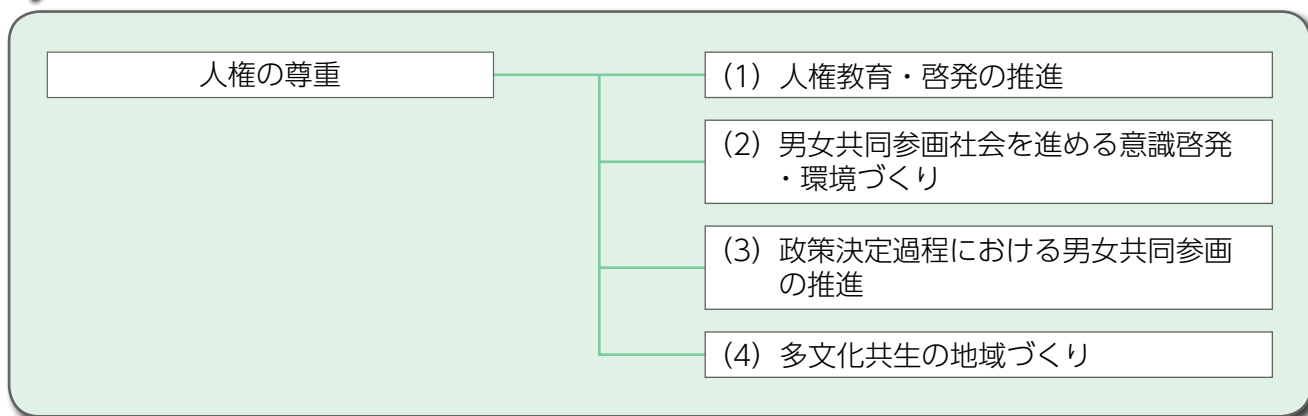 人権の尊重
(1) 人権教育・啓発の推進
(2) 男女共同参画社会を進める意識啓発
・環境づくり
(3) 政策決定過程における男女共同参画
の推進
(4) 多文化共生の地域づくり